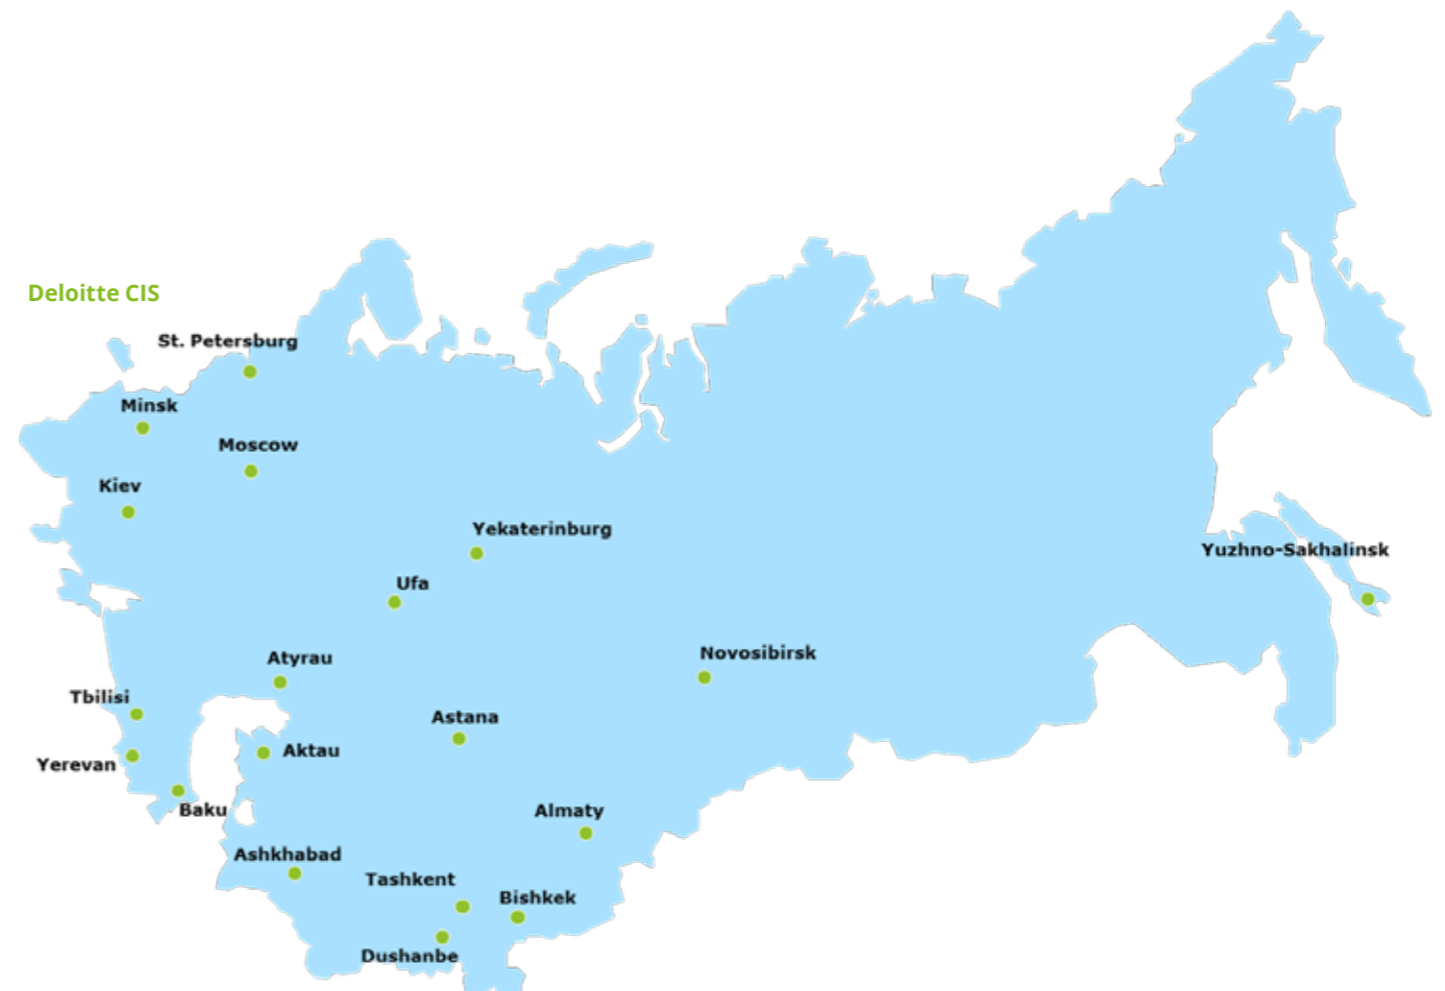 Deloitte CIS
St. Petersburg
Minsk
Moscow
Kiev
Yekaterinburg
Yuzhno-Sakhalinsk
Ufa
Novosibirsk
Atyrau
Tbilisi
Astana
Aktau
Yerevan
Baku
Almaty
Ashkhabad
Tashkent
Bishkek
Dushanbe